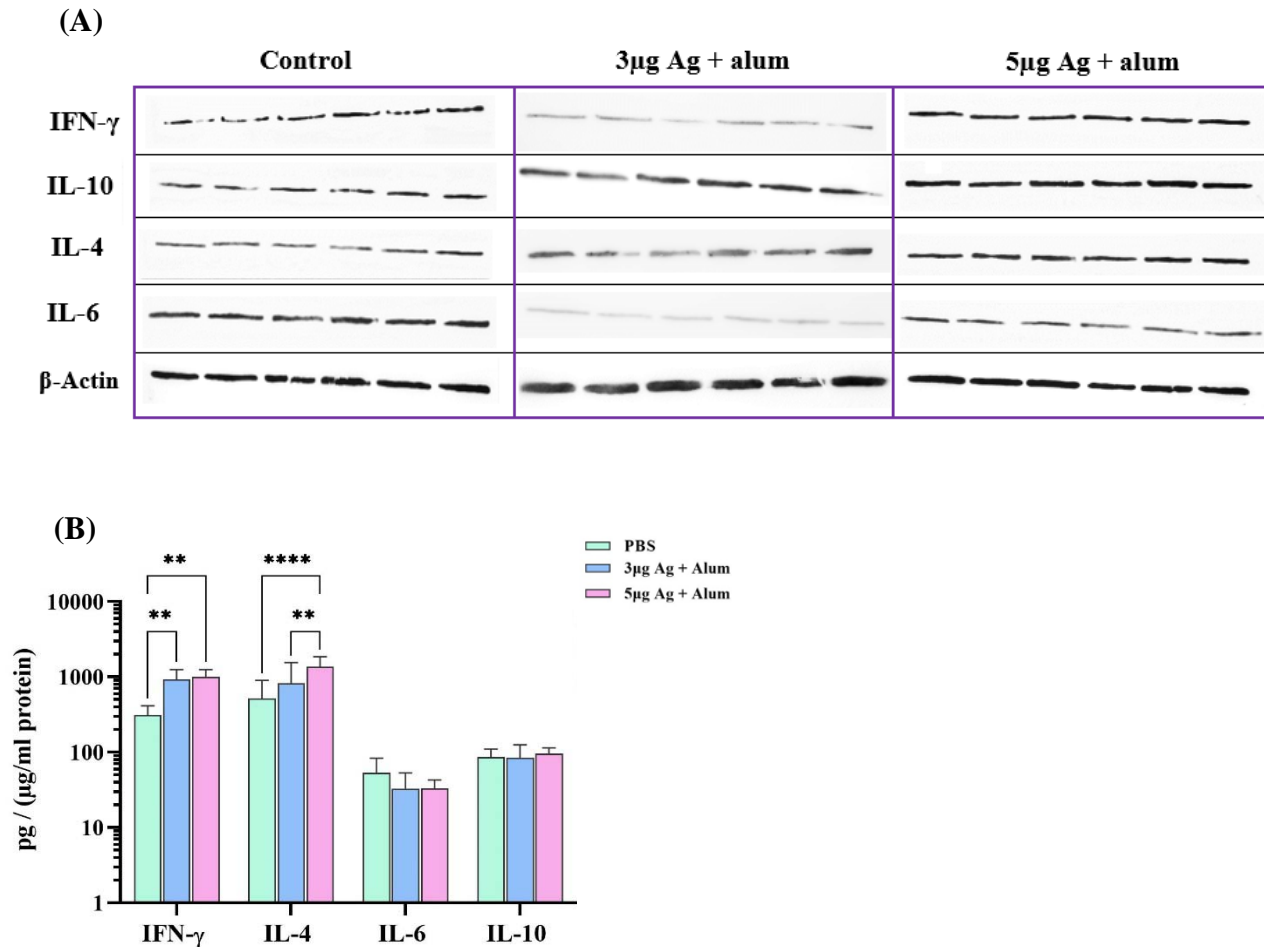 (A)
Control 3µg Ag + alum 5µg Ag + alum
IFN-γ
IL-10
IL-4
IL-6
β-Actin
(B)
PBS
3µg Ag + Alum
5µg Ag + Alum
** ****
** **
10000
1000
100
10
1
pg / (µg/ml protein)
IFN-γ IL-4 IL-6 IL-10